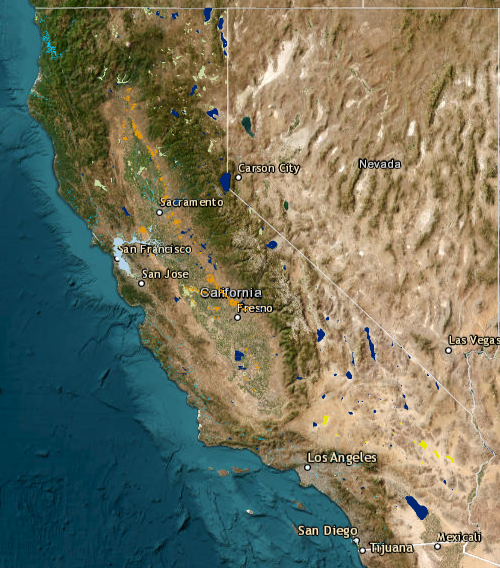 Carson City
Nevada
Sacramento
San Francisco
San Jose
California
Fresno
Las Vegas
Los Angeles
San Diego
Tijuana
Mexicali